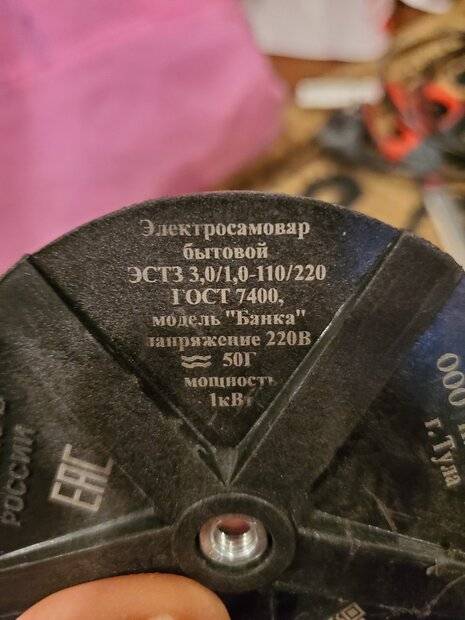 Электросамовар
бытовой
ЭСТЗ 3,0/1,0-110/220
ГОСТ 7400,
модель "Банка"
напряжение 220В
≈ 50Г
мощность
1кВт
РОССИИ
ЕАС
ООО
г. Тула